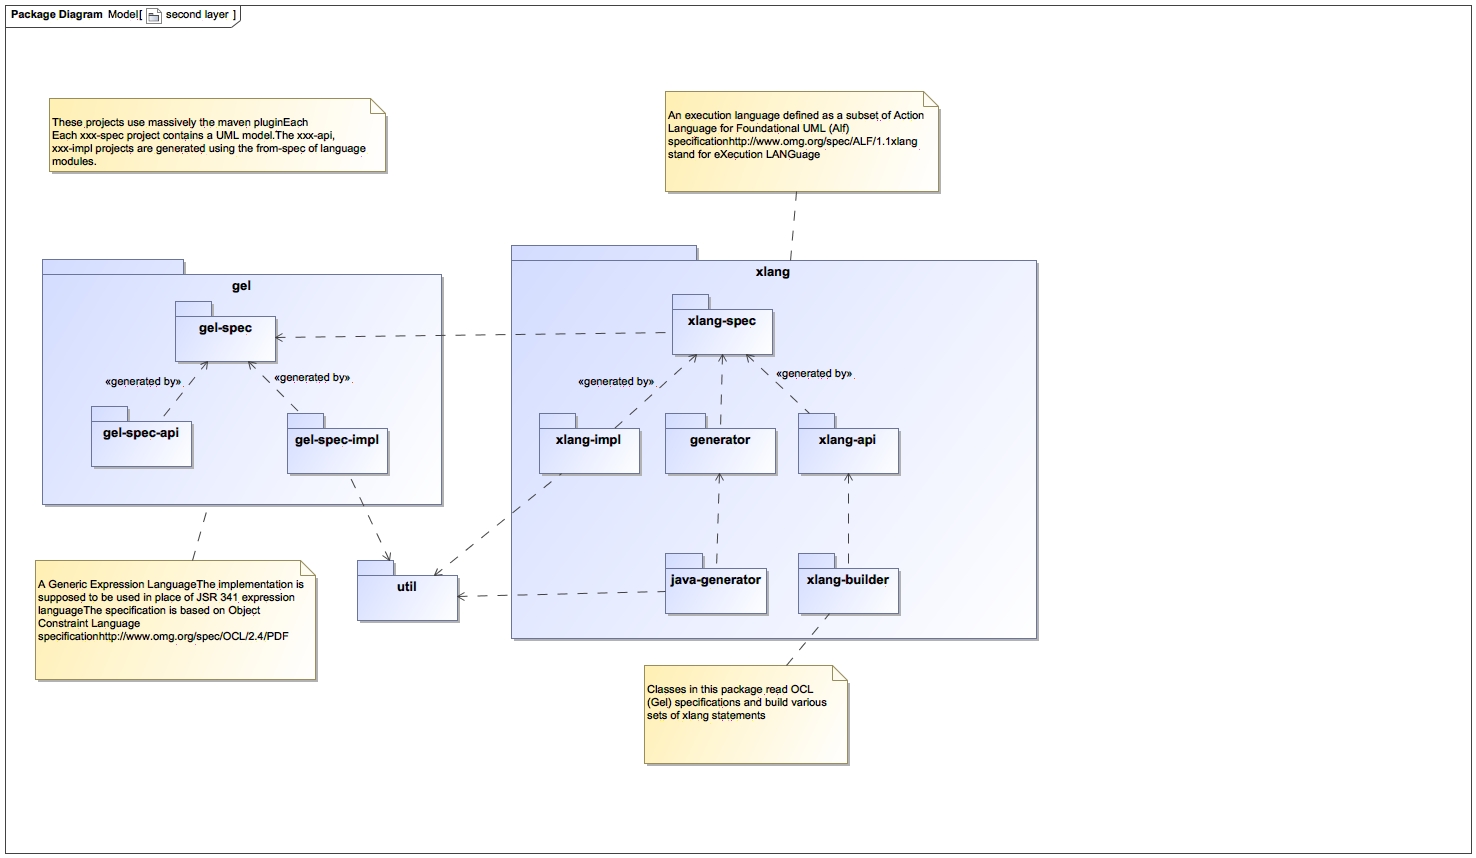 Package Diagram Model[ second layer ]
These projects use massively the maven pluginEach
Each xxx-spec project contains a UML model.The xxx-api,
xxx-impl projects are generated using the from-spec of language
modules.
An execution language defined as a subset of Action
Language for Foundational UML (Alf)
specificationhttp://www.omg.org/spec/ALF/1.1xlang
stand for eXecution LANGuage
gel
gel-spec
«generated by»
«generated by»
gel-spec-api
gel-spec-impl
xlang
xlang-spec
«generated by»
«generated by»
xlang-impl
generator
xlang-api
java-generator
xlang-builder
util
A Generic Expression LanguageThe implementation is
supposed to be used in place of JSR 341 expression
languageThe specification is based on Object
Constraint Language
specificationhttp://www.omg.org/spec/OCL/2.4/PDF
Classes in this package read OCL
(Gel) specifications and build various
sets of xlang statements